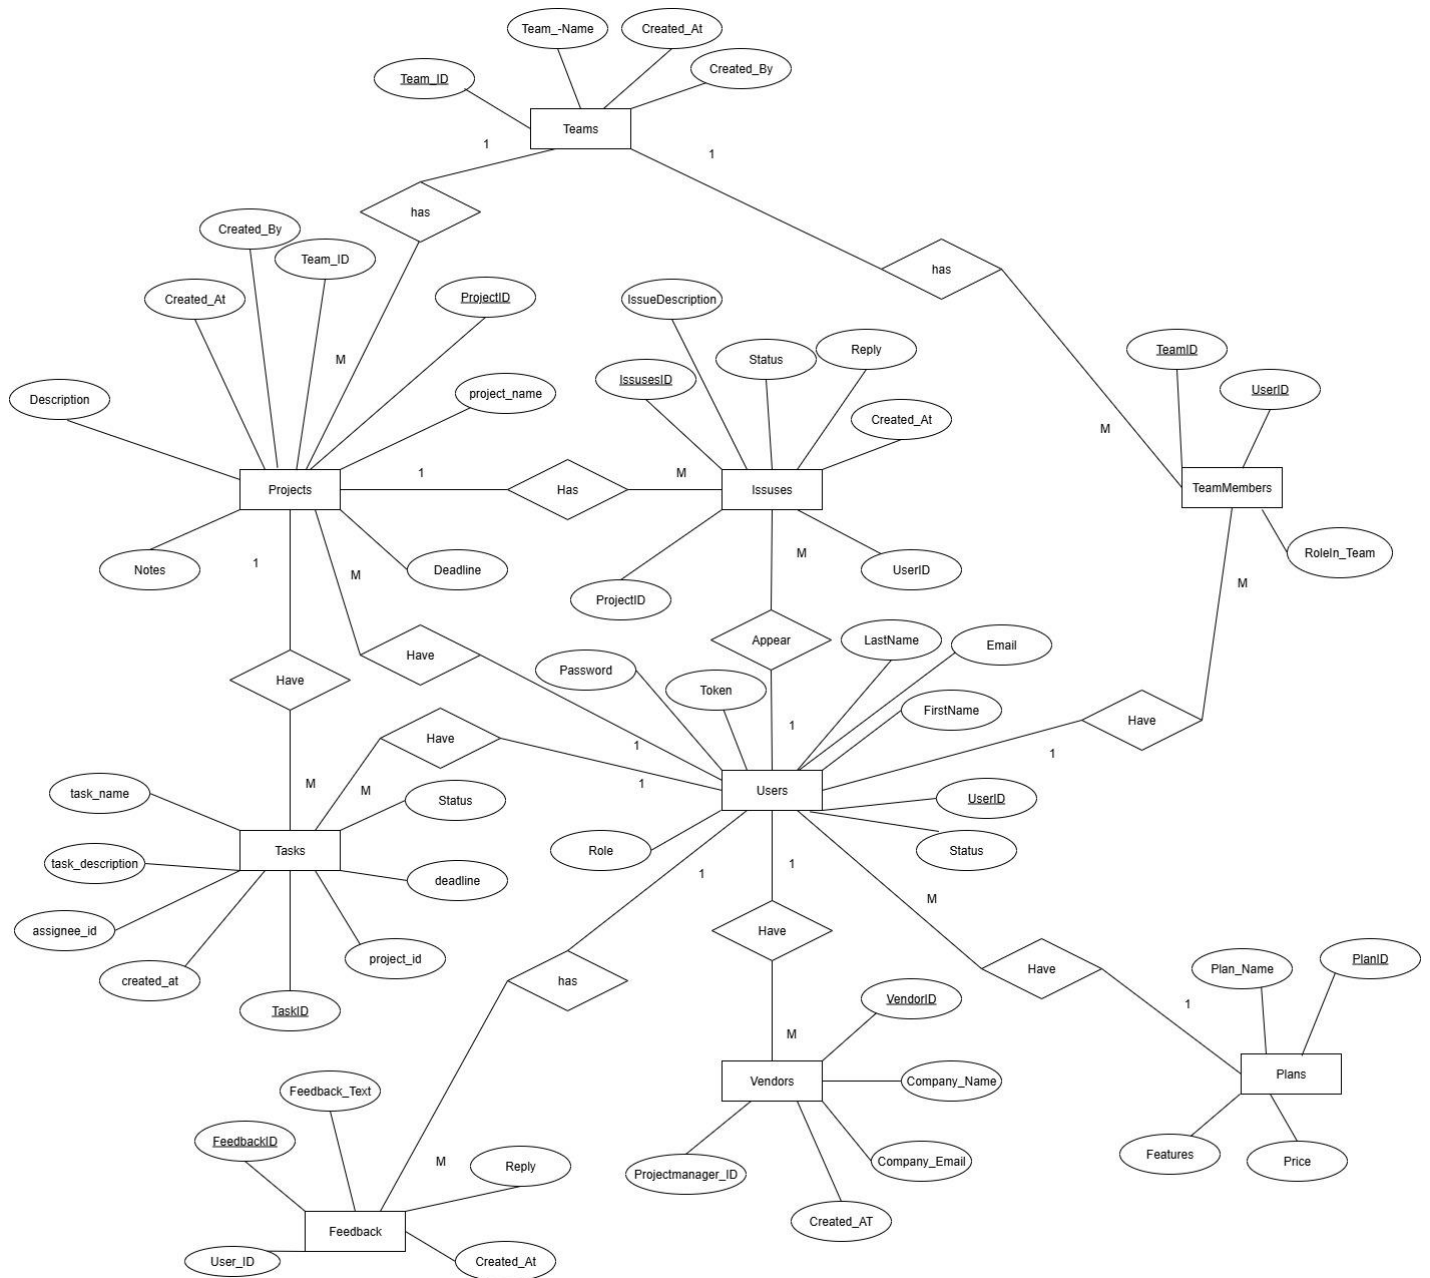 Team_-Name
Created_At
Created_By
Team_ID
Teams
1
1
has
Created_By
Team_ID
has
Created_At
ProjectID
IssueDescription
M
Status
Reply
TeamID
IssusesID
UserID
Description
project_name
Created_At
M
1
M
Projects
Has
Issuses
TeamMembers
M
RoleIn_Team
1
M
Notes
Deadline
UserID
M
ProjectID
Appear
LastName
Email
Have
Password
Have
Token
FirstName
Have
Have
1
1
1
M
M
1
Users
task_name
Status
UserID
Tasks
Role
Status
task_description
1
1
deadline
M
assignee_id
Have
project_id
created_at
has
Have
Plan_Name
PlanID
TaskID
VendorID
1
M
Plans
Vendors
Company_Name
Feedback_Text
FeedbackID
M
Reply
Projectmanager_ID
Company_Email
Features
Price
Created_AT
Feedback
User_ID
Created_At